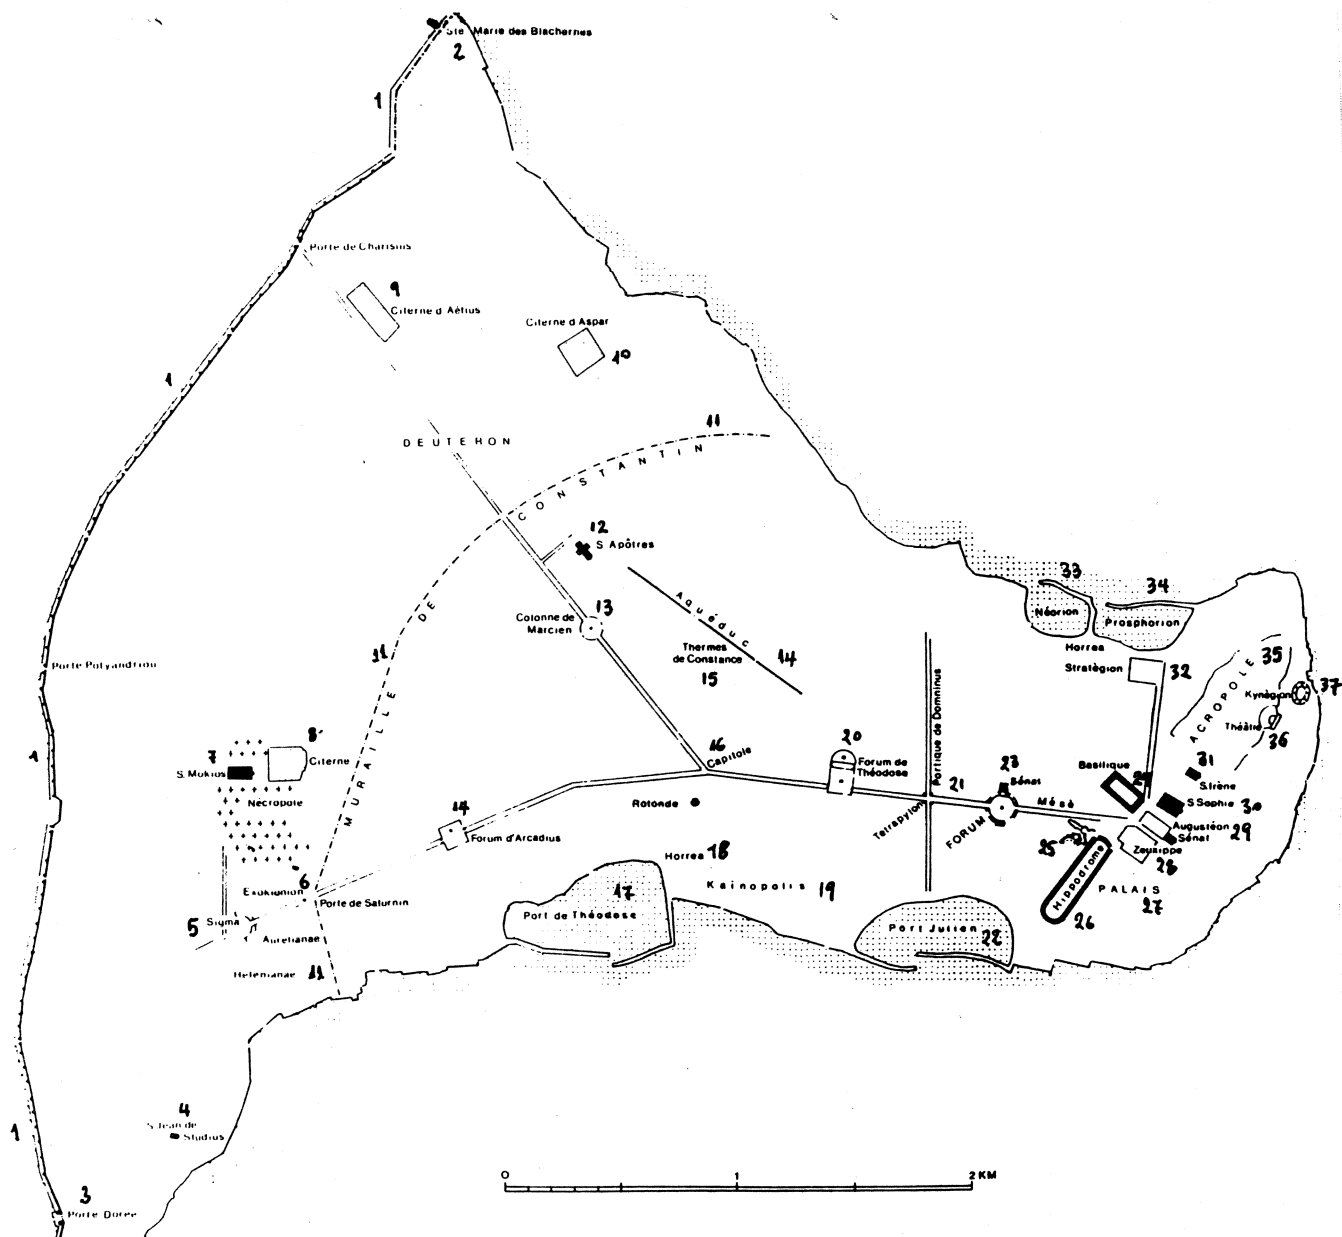 Ste Marie des Blachernes
2
1
Porte de Charisius
9
Citerne d'Aétius
Citerne d'Aspar
10
1
11
DEUTERON
MURAILLE DE CONSTANTIN
12
S Apôtres
13
Colonne de
Marcien
Aquéduc
14
Thermes
de Constance
15
11
33
Néorion
34
Prosphorion
Horrea
Stratègion
32
ACROPOLE
35
Kynègion
37
Théâtre
36
Porte Polyandriou
1
7
S. Mokios
8
Citerne
Nécropole
16
Capitole
20
Forum de
Théodose
Portique de Domninus
21
Tetrapylon
23
Sénat
FORUM
Mésè
Basilique
31
S.Irène
S Sophie
30
Augustéon
29
Sénat
Zeuxippe
28
25
Hippodrome
26
PALAIS
27
14
Forum d'Arcadius
Rotonde
Horrea
18
Kainopolis
19
17
Port de Théodose
Port Julien
22
6
Exokionion
Porte de Saturnin
5
Sigma
Aurelianae
Helenianae
11
4
S.Jean de
Studius
1
3
Porte Dorée
0
1
2 KM